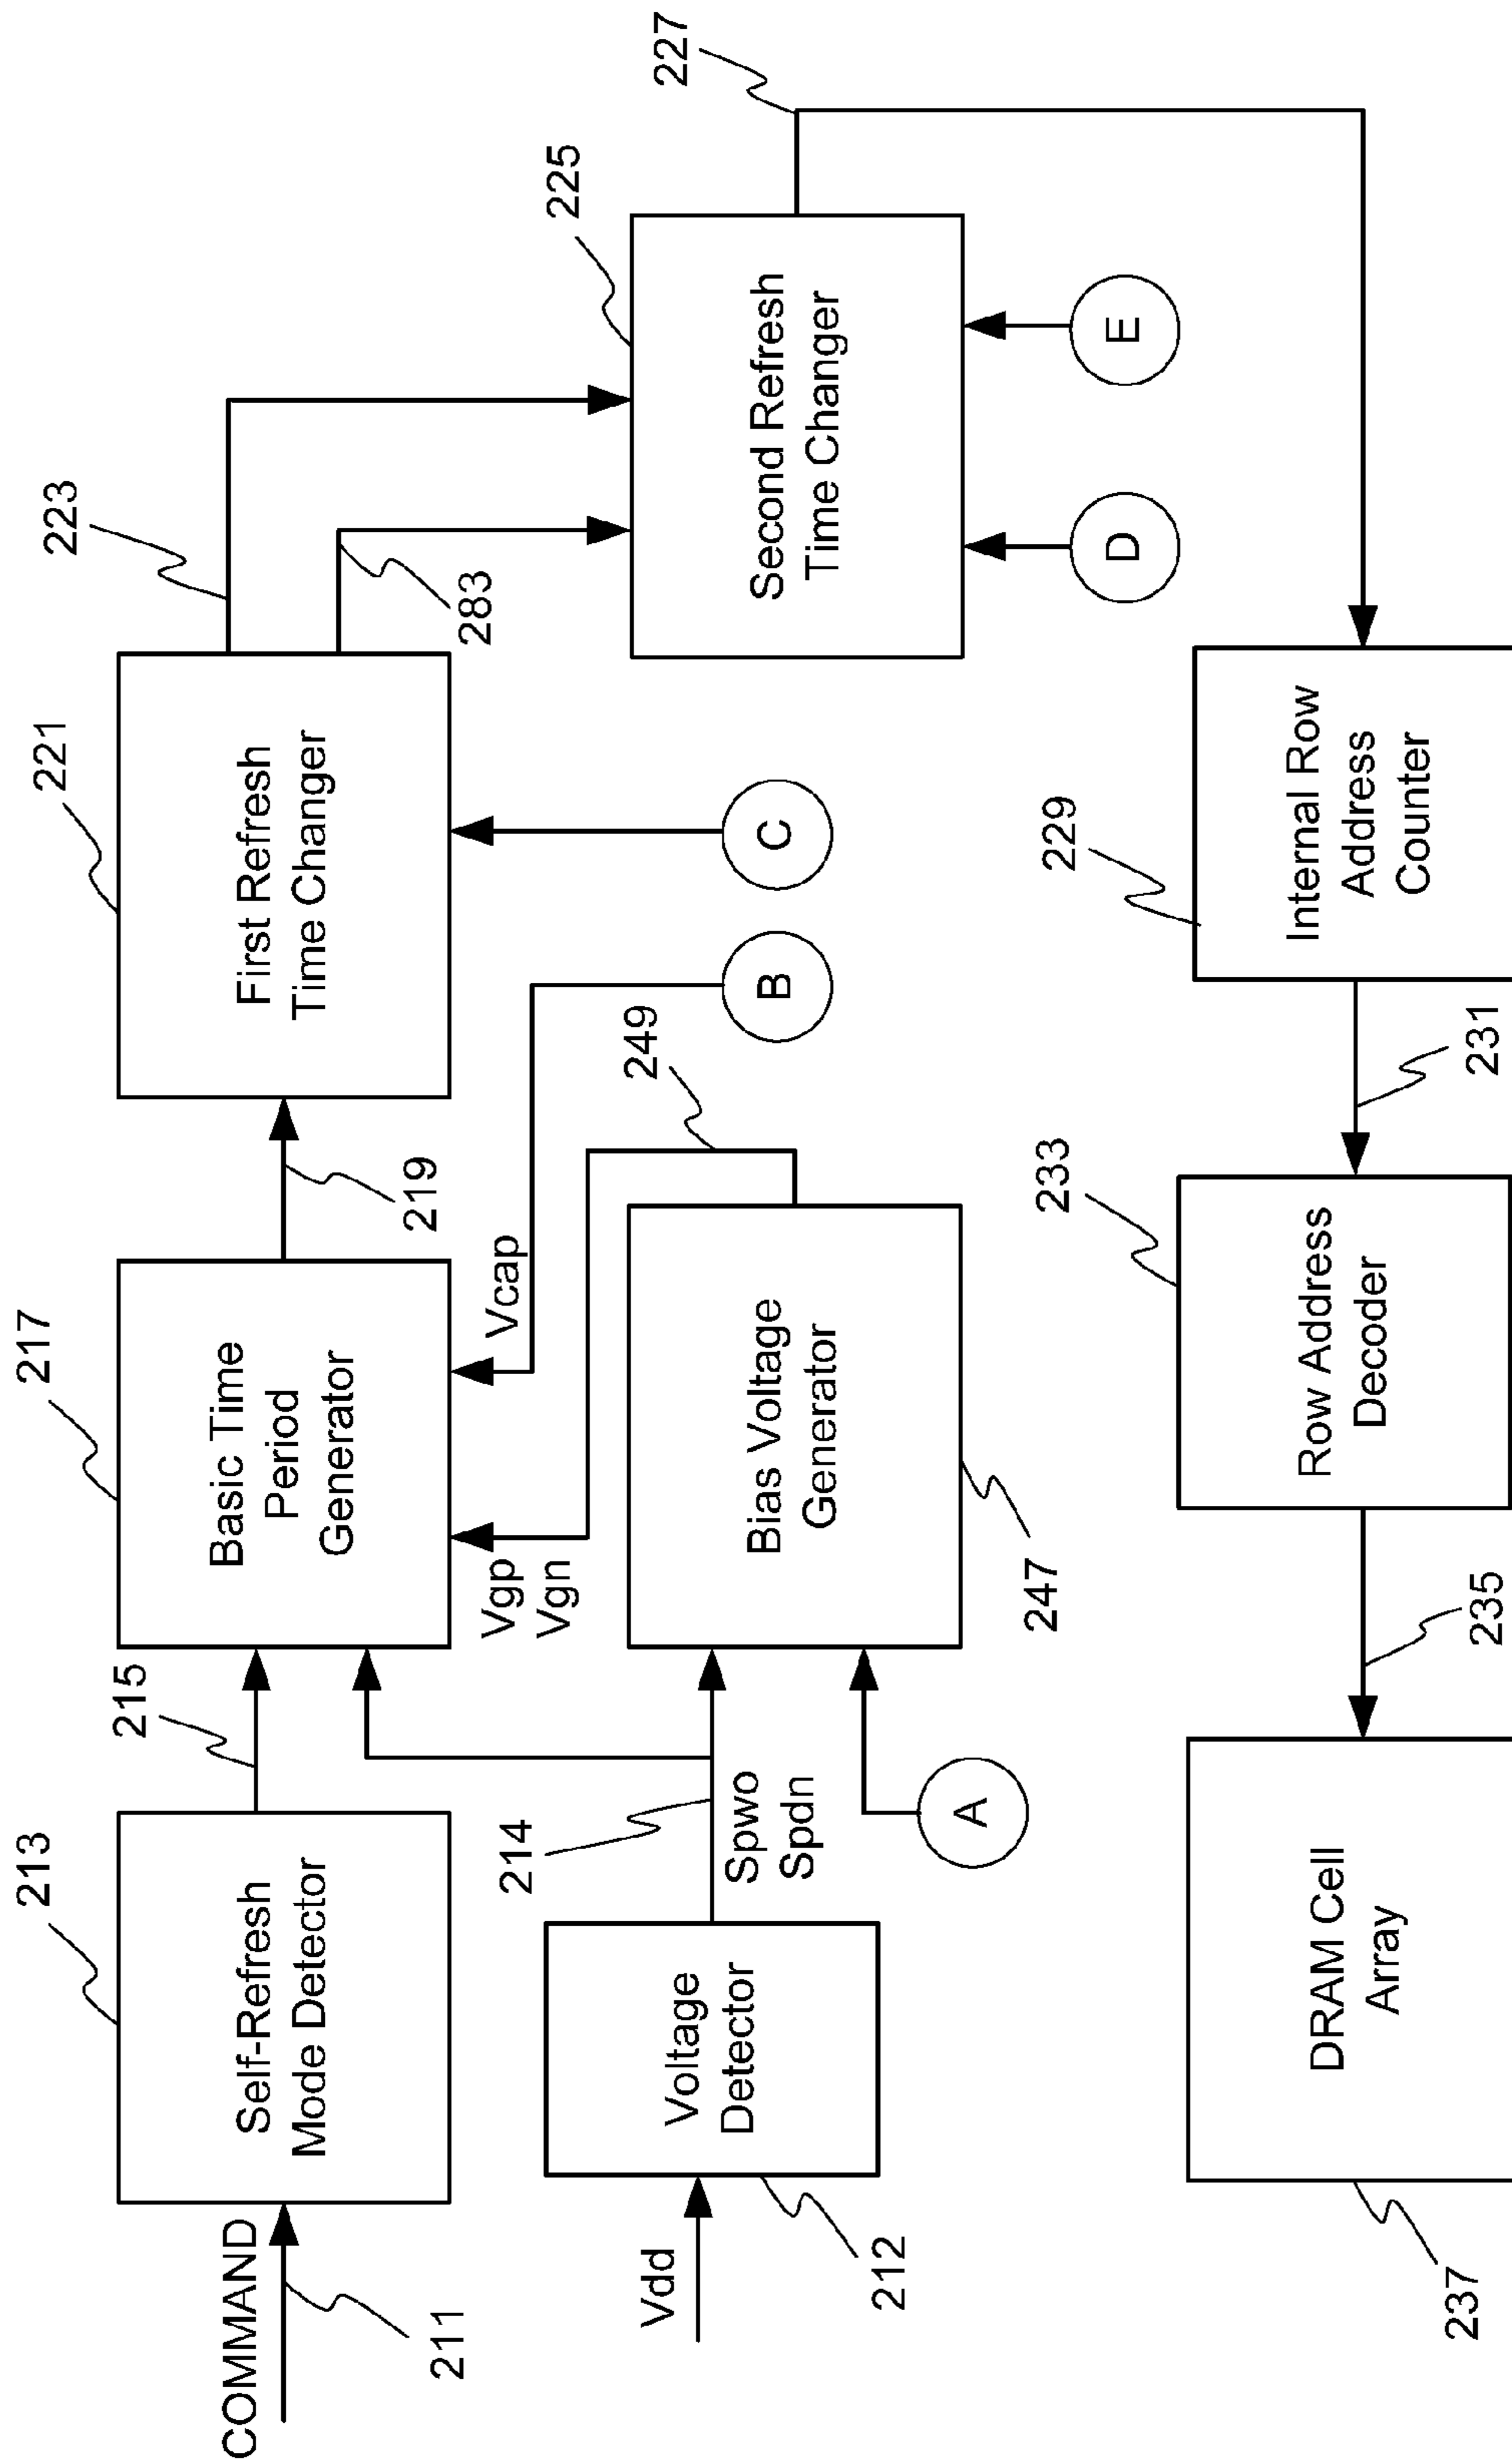 COMMAND
211
213
Self-Refresh
Mode Detector
215
217
Basic Time
Period
Generator
219
221
First Refresh
Time Changer
223
283
Vdd
212
Voltage
Detector
214
Spwo
Spdn
A
Vgp
Vgn
Vcap
Bias Voltage
Generator
247
249
B
C
225
Second Refresh
Time Changer
227
D
E
237
DRAM Cell
Array
235
233
Row Address
Decoder
231
229
Internal Row
Address
Counter